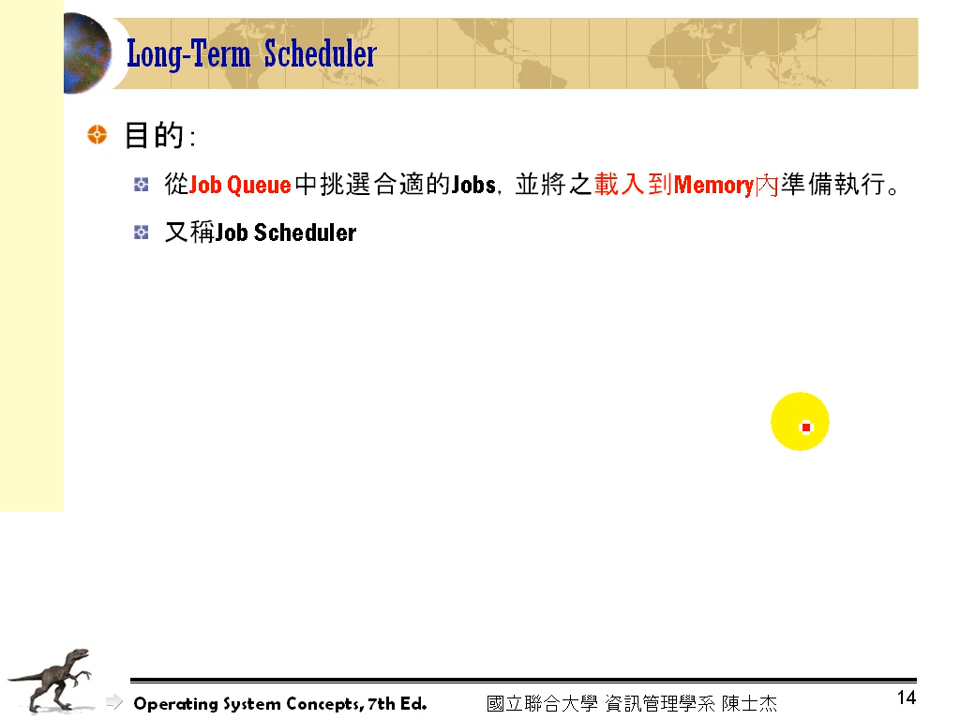 Long-Term Scheduler
目的:
從Job Queue中挑選合適的Jobs, 並將之載入到Memory內準備執行。
又稱Job Scheduler
Operating System Concepts, 7th Ed.
國立聯合大學 資訊管理學系 陳士杰
14